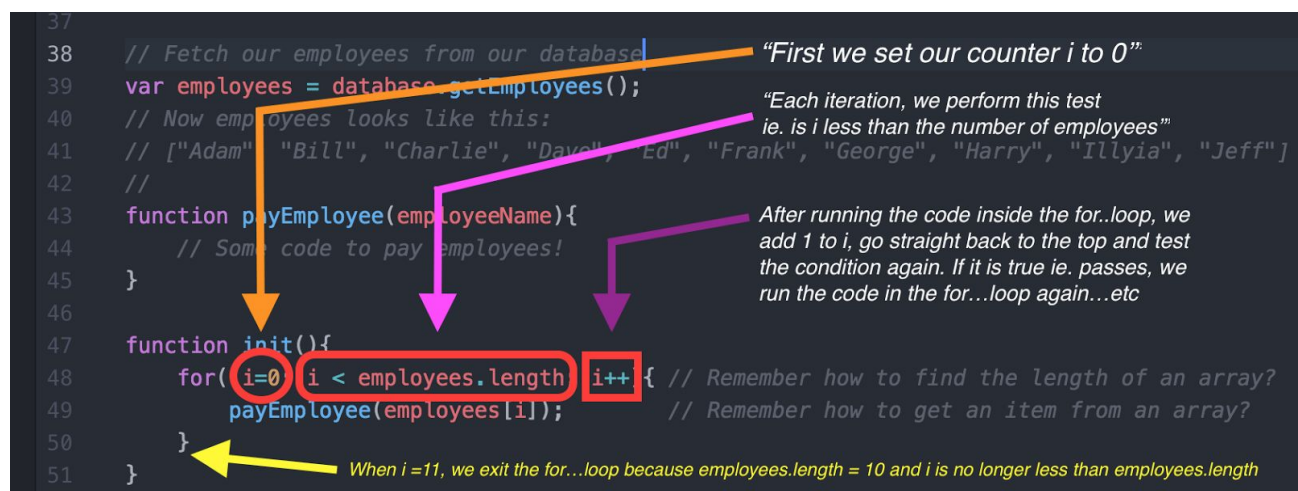 37
38 // Fetch our employees from our database “First we set our counter i to 0”
39 var employees = database.getEmployees();
“Each iteration, we perform this test
40 // Now employees looks like this: ie. is i less than the number of employees”
41 // ["Adam", "Bill", "Charlie", "Dave", "Ed", "Frank", "George", "Harry", "Illyia", "Jeff"]
42 //
43 function payEmployee(employeeName){ After running the code inside the for..loop, we
44 // Some code to pay employees! add 1 to i, go straight back to the top and test
the condition again. If it is true ie. passes, we
45 } run the code in the for…loop again…etc
46
47 function init(){
48 for( i=0; i < employees.length; i++){ // Remember how to find the length of an array?
49 payEmployee(employees[i]); // Remember how to get an item from an array?
50 }
When i =11, we exit the for…loop because employees.length = 10 and i is no longer less than employees.length
51 }